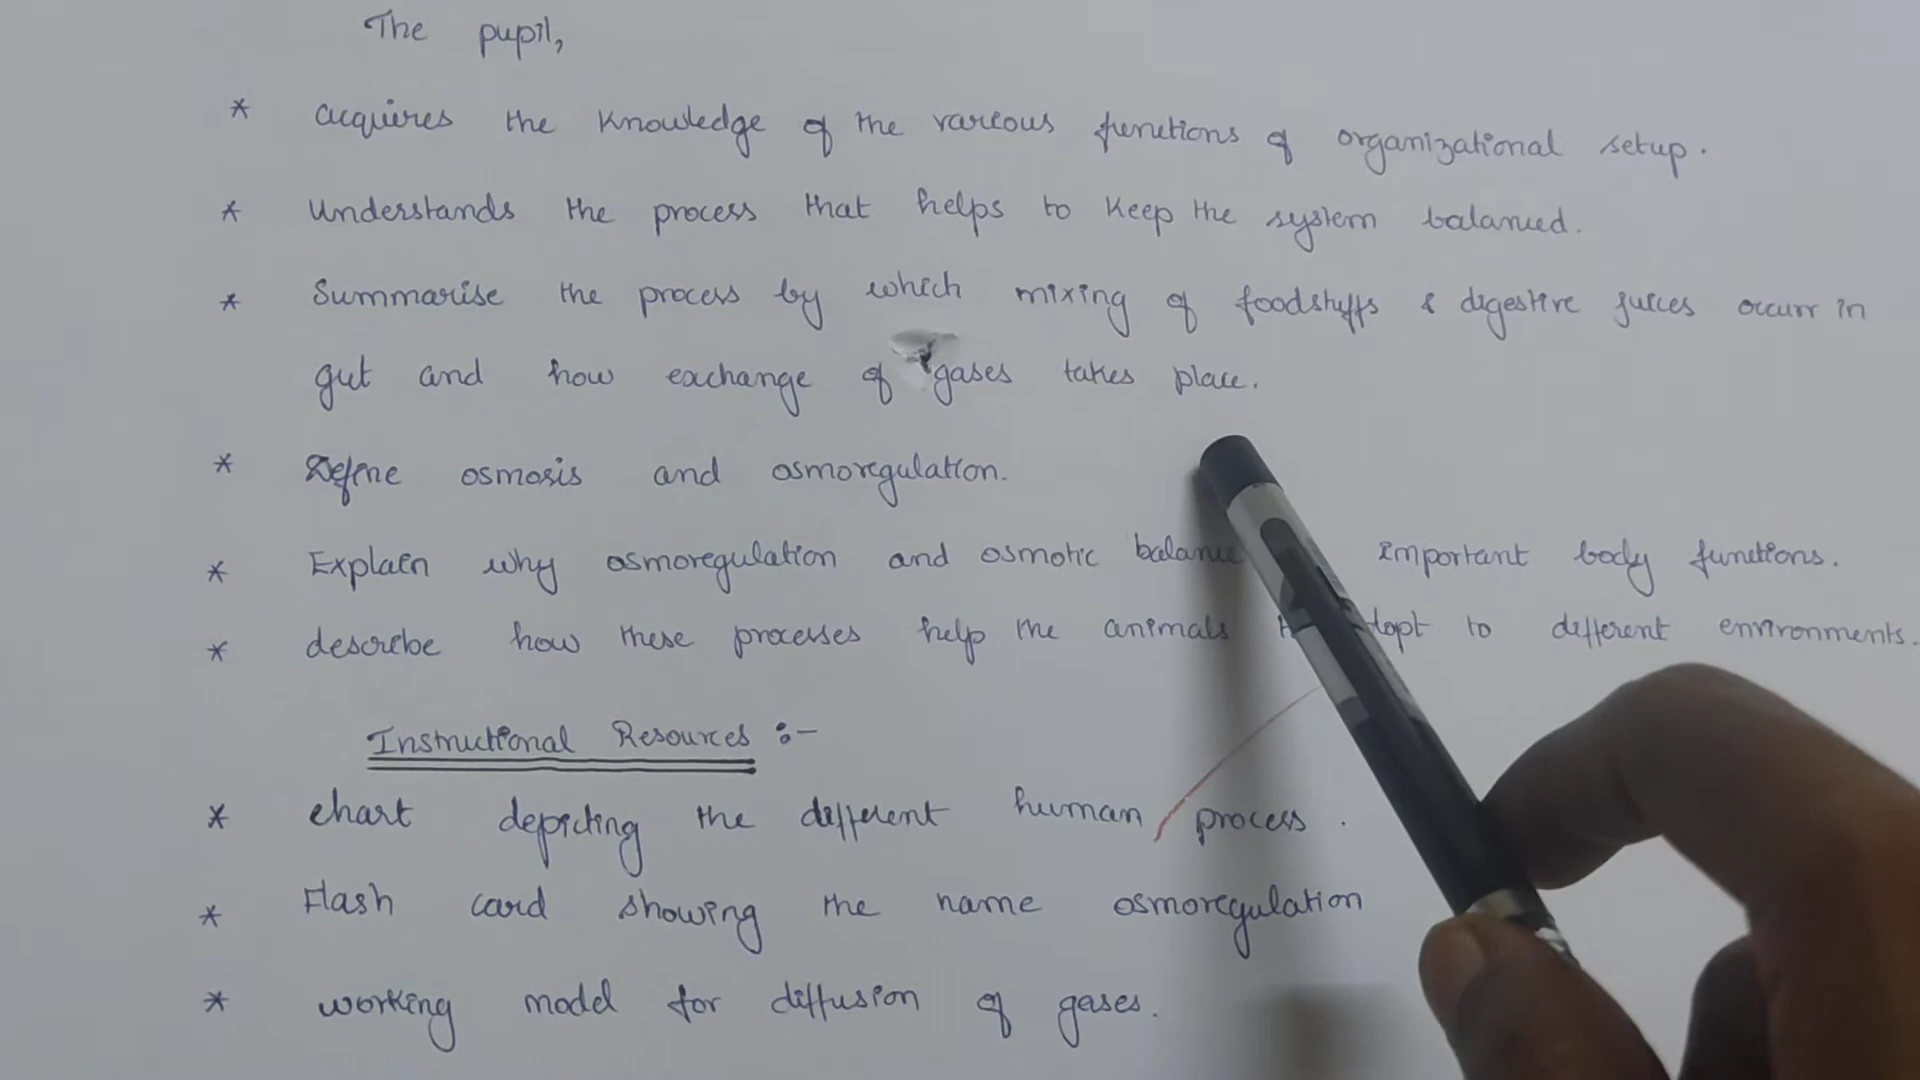 The pupil,
* acquires the knowledge of the various functions of organizational setup.
* Understands the process that helps to keep the system balanced.
* Summarise the process by which mixing of foodstuffs & digestive juices occurr in
gut and how exchange of gases takes place.
* Define osmosis and osmoregulation.
* Explain why osmoregulation and osmotic balance important body functions.
* describe how these processes help the animals to different environments.
Instructional Resources :-
* chart depicting the different human process.
* Flash card showing the name osmoregulation
* working model for diffusion of gases.